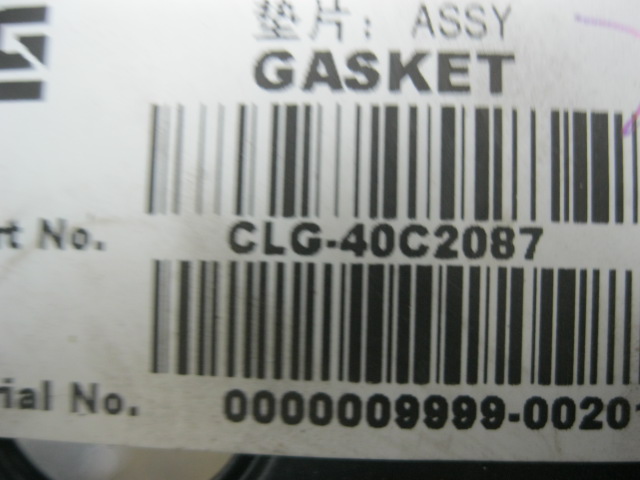 垫片: ASSY
GASKET
rt No. CLG-40C2087
rial No. 0000009999-00201